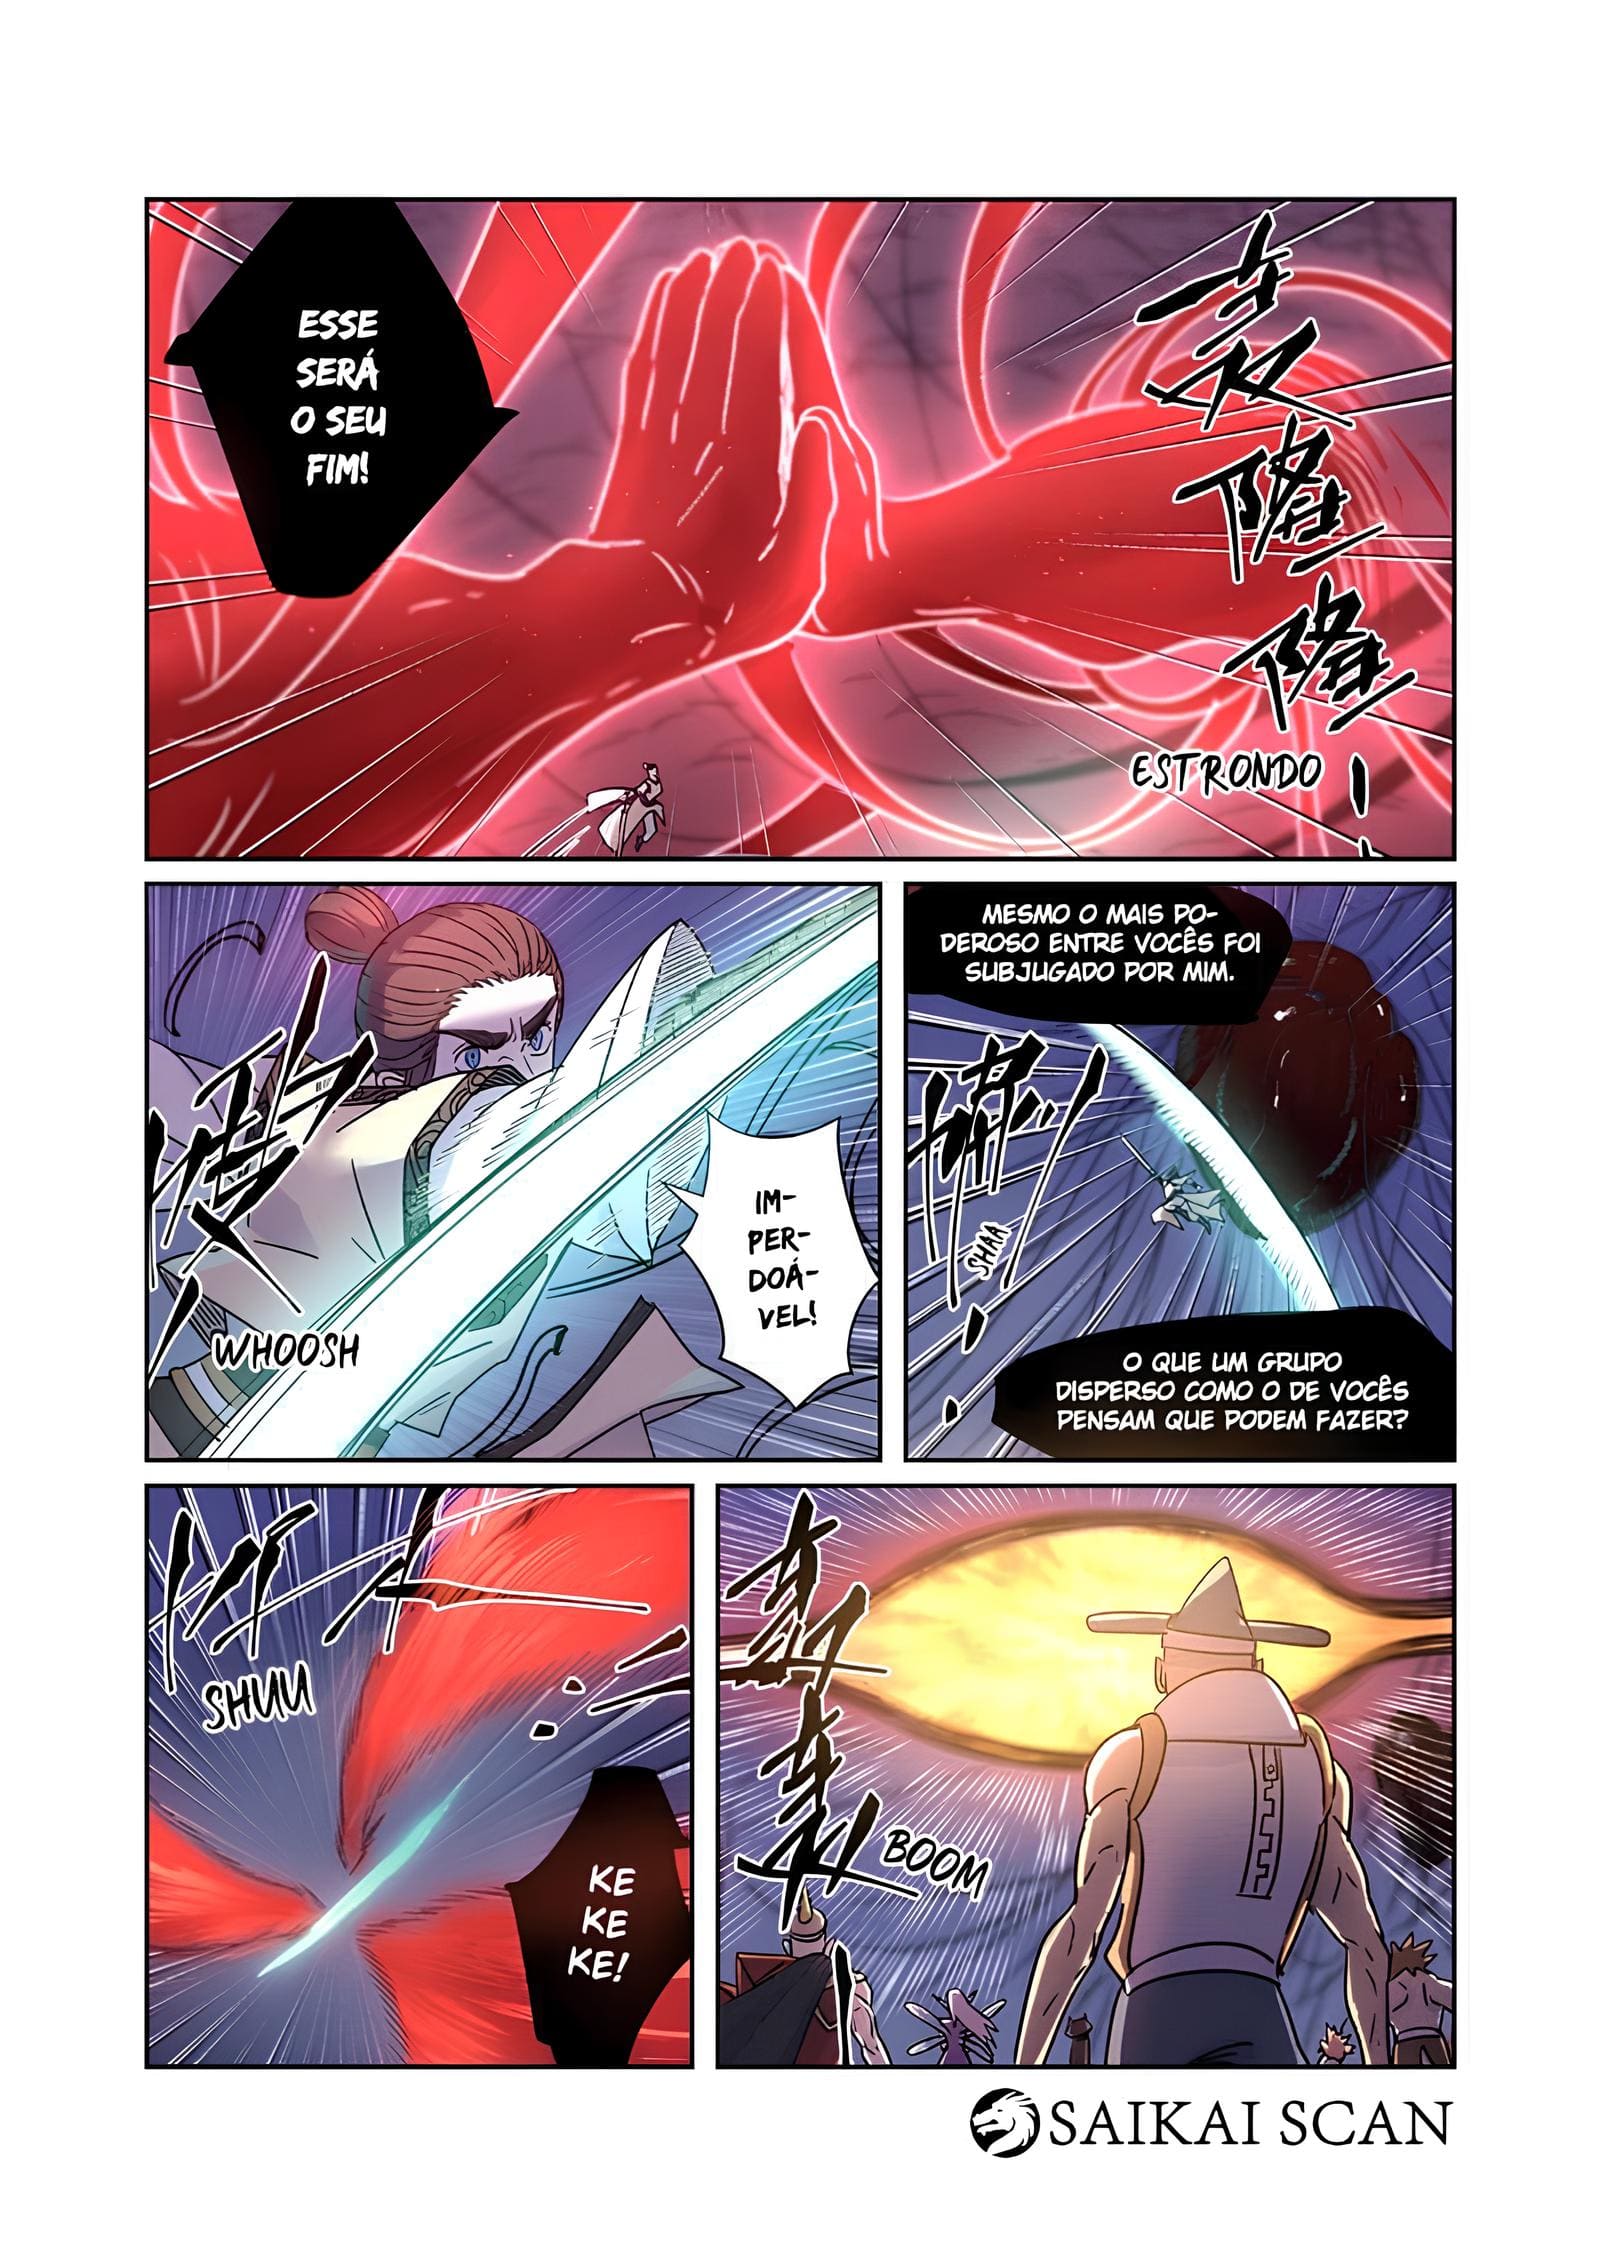 ESSE
SERÁ
O SEU
FIM!
轰
隆
隆
ESTRONDO
MESMO O MAIS PO-
DEROSO ENTRE VOCÊS FOI
SUBJUGADO POR MIM.
SHAA
O QUE UM GRUPO
DISPERSO COMO O DE VOCÊS
PENSAM QUE PODEM FAZER?
WHOOSH
IM-
PER-
DOÁ-
VEL!
轰
轰
BOOM
SHUU
KE
KE
KE!
SAIKAI SCAN